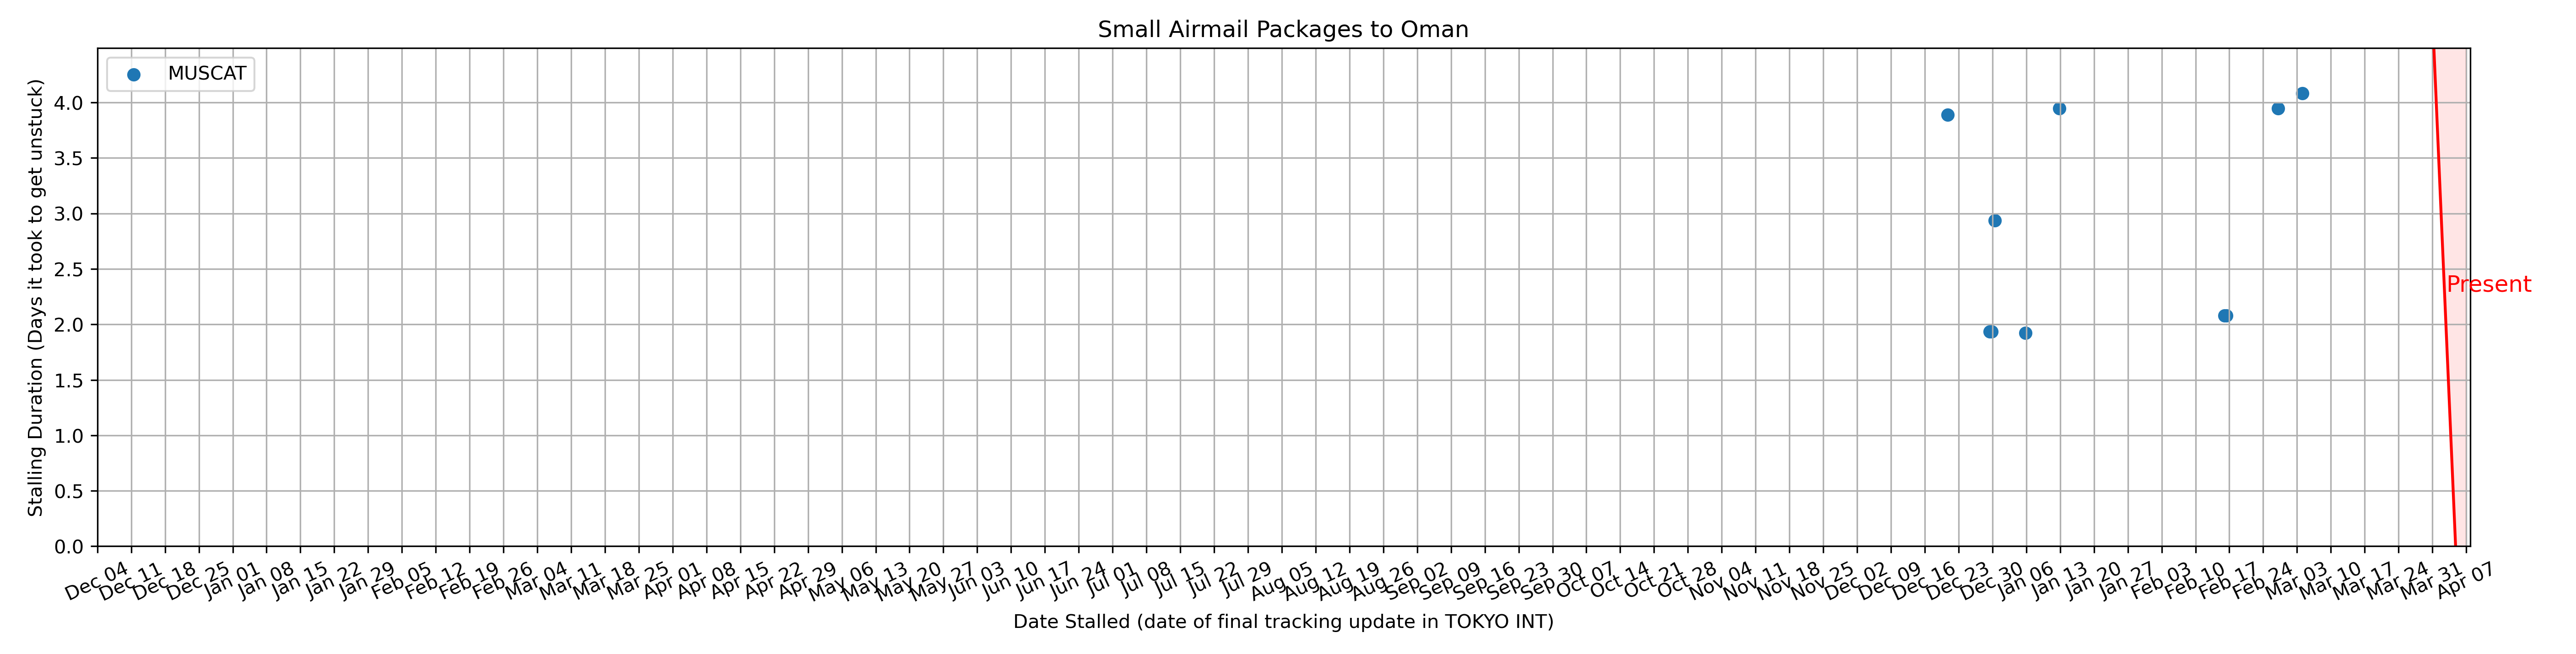 Small Airmail Packages to Oman
MUSCAT
Stalling Duration (Days it took to get unstuck)
4.0
3.5
3.0
2.5
2.0
1.5
1.0
0.5
0.0
Present
Dec 04
Dec 11
Dec 18
Dec 25
Jan 01
Jan 08
Jan 15
Jan 22
Jan 29
Feb 05
Feb 12
Feb 19
Feb 26
Mar 04
Mar 11
Mar 18
Mar 25
Apr 01
Apr 08
Apr 15
Apr 22
Apr 29
May 06
May 13
May 20
May 27
Jun 03
Jun 10
Jun 17
Jun 24
Jul 01
Jul 08
Jul 15
Jul 22
Jul 29
Aug 05
Aug 12
Aug 19
Aug 26
Sep 02
Sep 09
Sep 16
Sep 23
Sep 30
Oct 07
Oct 14
Oct 21
Oct 28
Nov 04
Nov 11
Nov 18
Nov 25
Dec 02
Dec 09
Dec 16
Dec 23
Dec 30
Jan 06
Jan 13
Jan 20
Jan 27
Feb 03
Feb 10
Feb 17
Feb 24
Mar 03
Mar 10
Mar 17
Mar 24
Mar 31
Apr 07
Date Stalled (date of final tracking update in TOKYO INT)